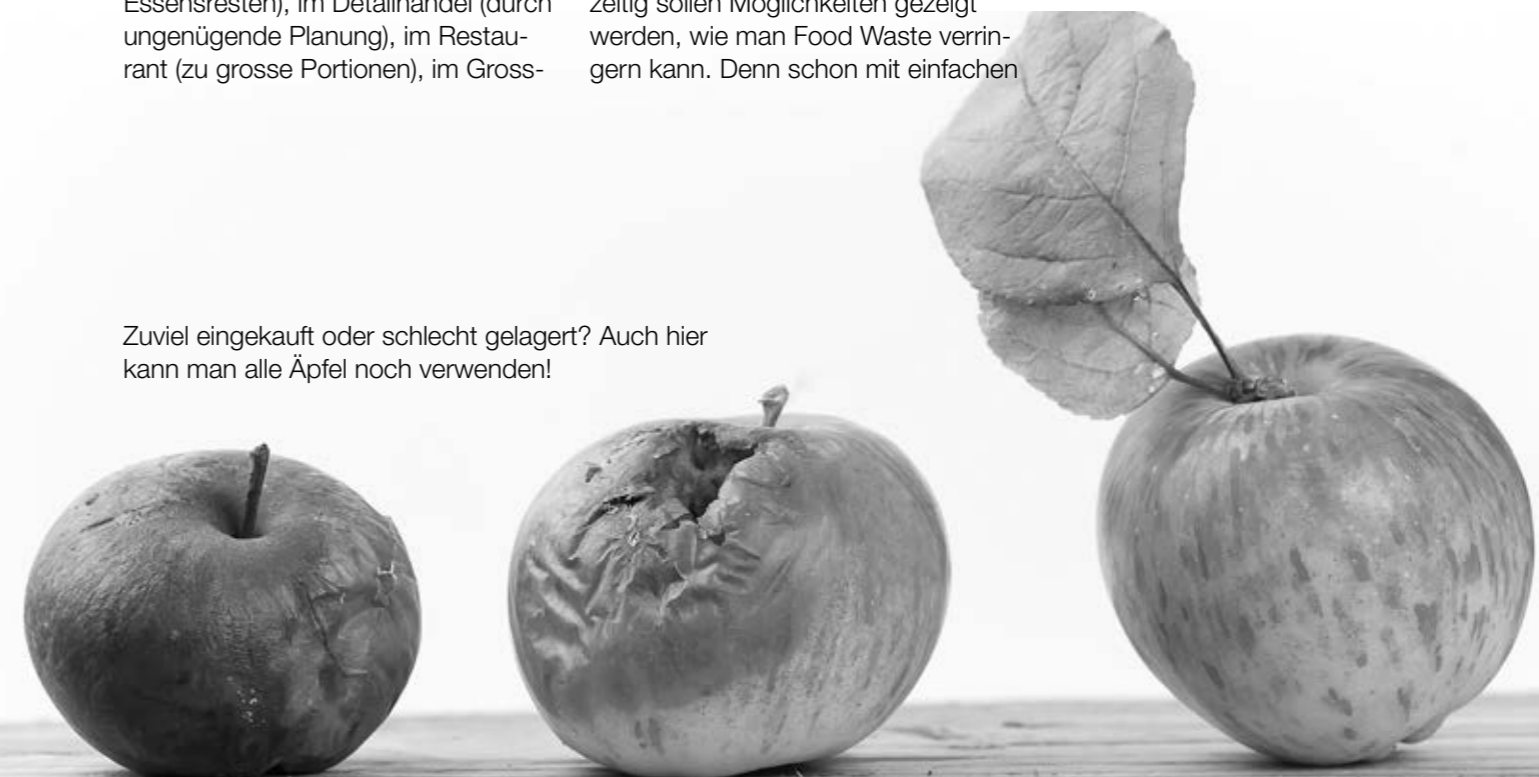 Essensresten), im Detailhandel (durch
ungenügende Planung), im Restau-
rant (zu grosse Portionen), im Gross-
zeitig sollen Möglichkeiten gezeigt
werden, wie man Food Waste verrin-
gern kann. Denn schon mit einfachen
Zuviel eingekauft oder schlecht gelagert? Auch hier
kann man alle Äpfel noch verwenden!